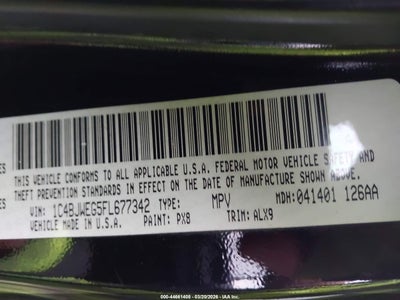 THIS VEHICLE CONFORMS TO ALL APPLICABLE U.S.A. FEDERAL MOTOR VEHICLE SAFETY AND
THEFT PREVENTION STANDARDS IN EFFECT ON THE DATE OF MANUFACTURE SHOWN ABOVE.
VIN: 1C4BJWEG5FL677342 TYPE: MPV MDH: 041401 126AA
VEHICLE MADE IN U.S.A. PAINT: PX8 TRIM: ALX9
000-44661408 - 03/20/2026 - IAAI.COM